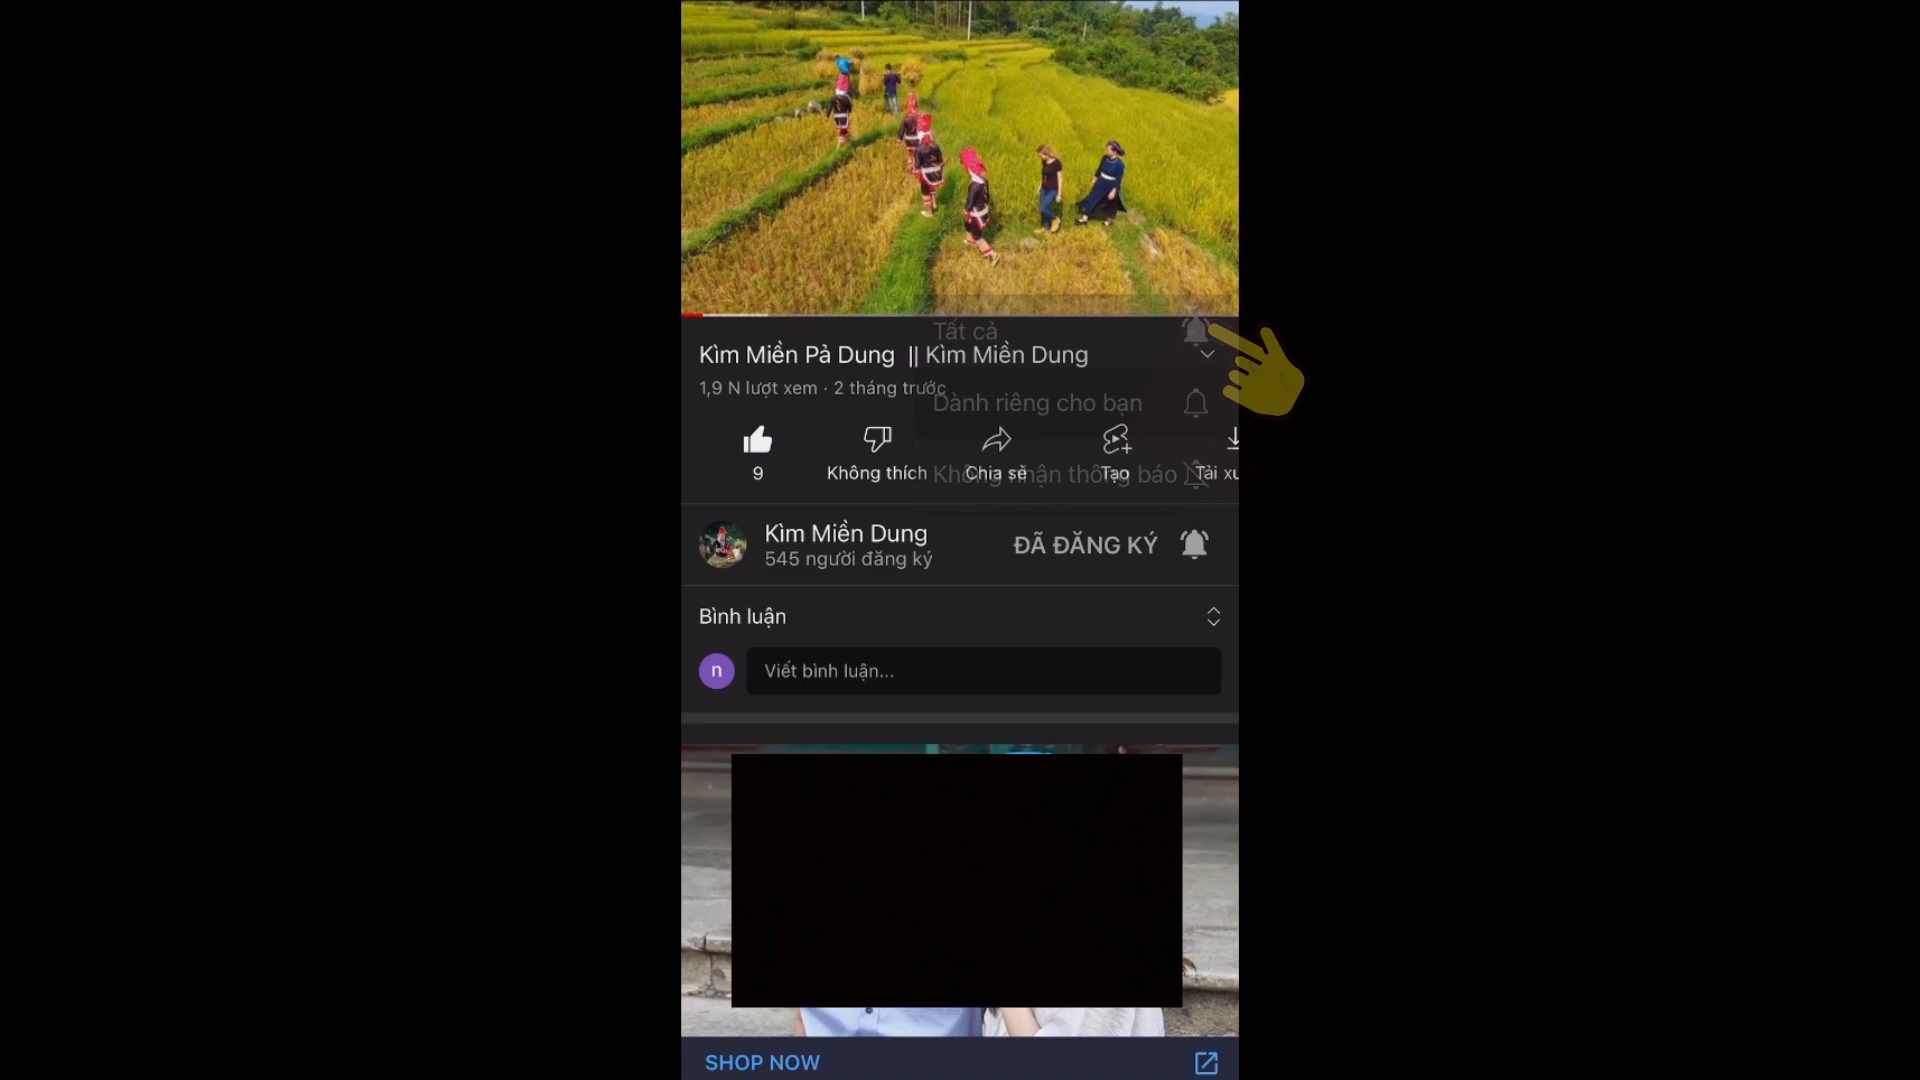 Tất cả
Kìm Miền Pả Dung || Kìm Miền Dung
1,9 N lượt xem · 2 tháng trước
Dành riêng cho bạn
9
Không thích
Chia sẻ
Tạo
Tải xu
Không nhận thông báo
Kìm Miền Dung
545 người đăng ký
ĐÃ ĐĂNG KÝ
Bình luận
n
Viết bình luận...
SHOP NOW